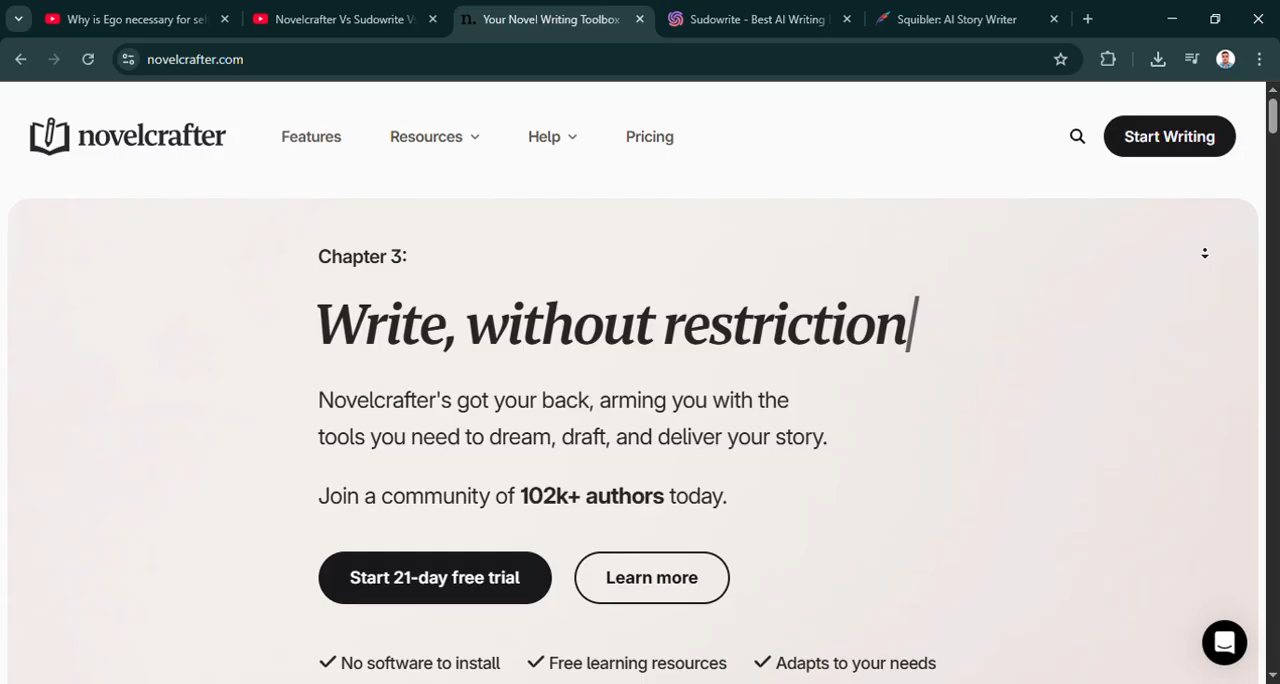 Why is Ego necessary for sel
Novelcrafter Vs Sudowrite V
n. Your Novel Writing Toolbox
Sudowrite - Best AI Writing
Squibler: AI Story Writer
novelcrafter.com
novelcrafter
Features
Resources
Help
Pricing
Start Writing
Chapter 3:
Write, without restriction
Novelcrafter's got your back, arming you with the
tools you need to dream, draft, and deliver your story.
Join a community of 102k+ authors today.
Start 21-day free trial
Learn more
No software to install
Free learning resources
Adapts to your needs